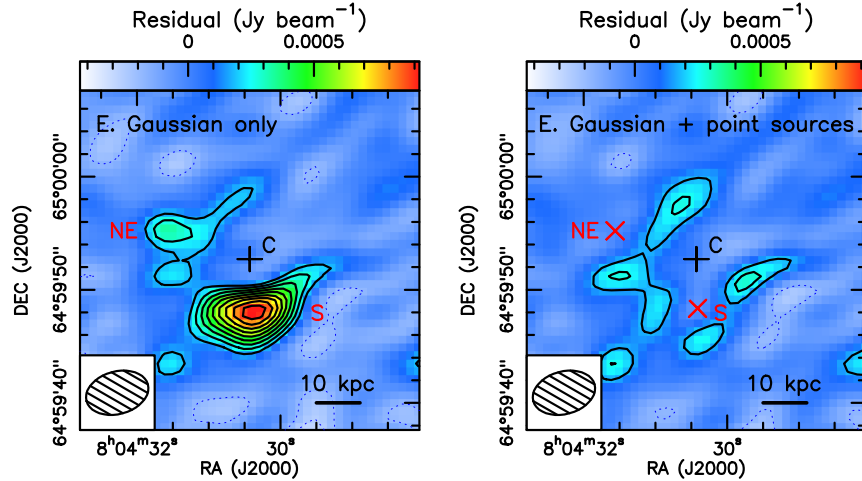 Residual (Jy beam⁻¹)
0 0.0005
E. Gaussian only
NE
C
S
10 kpc
65°00'00"
64°59'50"
64°59'40"
DEC (J2000)
8ʰ04ᵐ32ˢ 30ˢ
RA (J2000)
Residual (Jy beam⁻¹)
0 0.0005
E. Gaussian + point sources
NE
C
S
10 kpc
65°00'00"
64°59'50"
64°59'40"
DEC (J2000)
8ʰ04ᵐ32ˢ 30ˢ
RA (J2000)